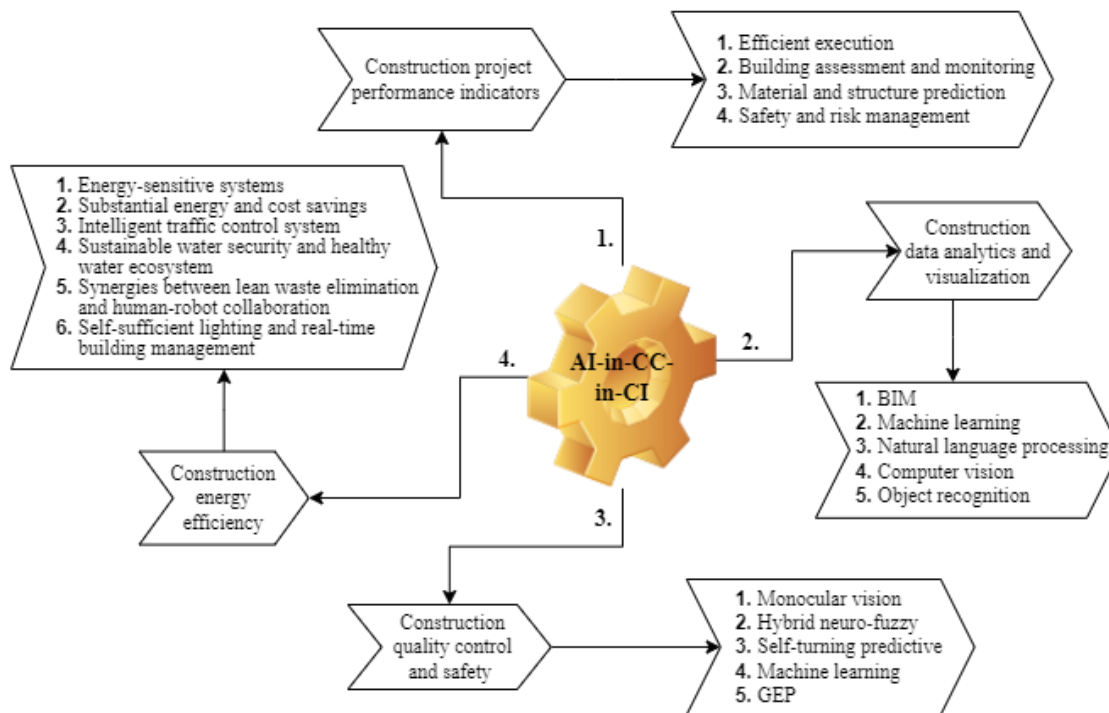 Construction project
performance indicators
1. Efficient execution
2. Building assessment and monitoring
3. Material and structure prediction
4. Safety and risk management
1. Energy-sensitive systems
2. Substantial energy and cost savings
3. Intelligent traffic control system
4. Sustainable water security and healthy
water ecosystem
5. Synergies between lean waste elimination
and human-robot collaboration
6. Self-sufficient lighting and real-time
building management
1.
Construction
data analytics and
visualization
2.
4.
AI-in-CC-
in-CI
1. BIM
2. Machine learning
3. Natural language processing
4. Computer vision
5. Object recognition
Construction
energy
efficiency
3.
Construction
quality control
and safety
1. Monocular vision
2. Hybrid neuro-fuzzy
3. Self-turning predictive
4. Machine learning
5. GEP